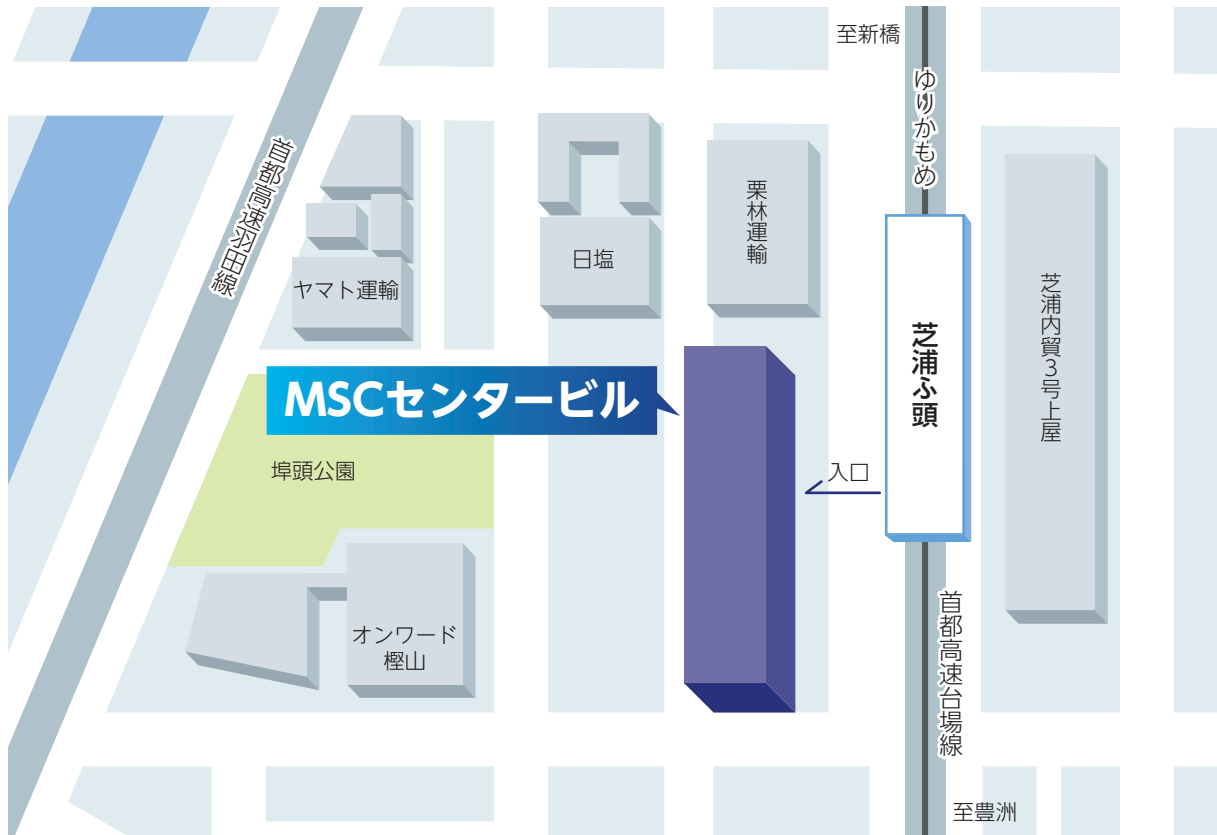 至新橋
ゆりかもめ
首都高速羽田線
栗林運輸
日塩
ヤマト運輸
芝浦ふ頭
芝浦内貿3号上屋
MSCセンタービル
埠頭公園
入口
オンワード
樫山
首都高速台場線
至豊洲